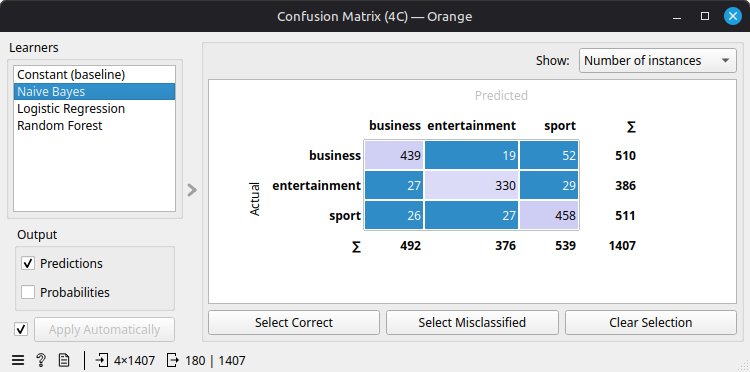 Confusion Matrix (4C) — Orange
Learners
Constant (baseline)
Naive Bayes
Logistic Regression
Random Forest
Output
Predictions
Probabilities
Apply Automatically
Show: Number of instances
Predicted
business entertainment sport Σ
Actual
business 439 19 52 510
entertainment 27 330 29 386
sport 26 27 458 511
Σ 492 376 539 1407
Select Correct Select Misclassified Clear Selection
? 4×1407 180 | 1407